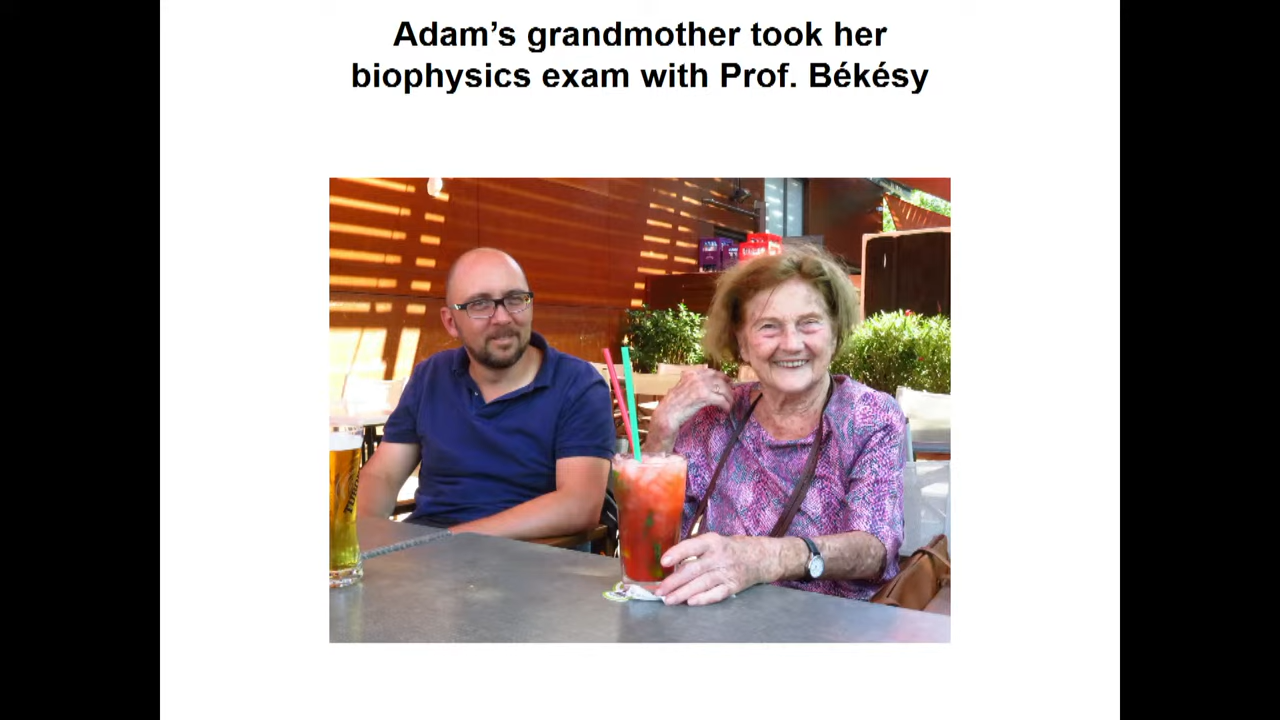 Adam’s grandmother took her
biophysics exam with Prof. Békésy